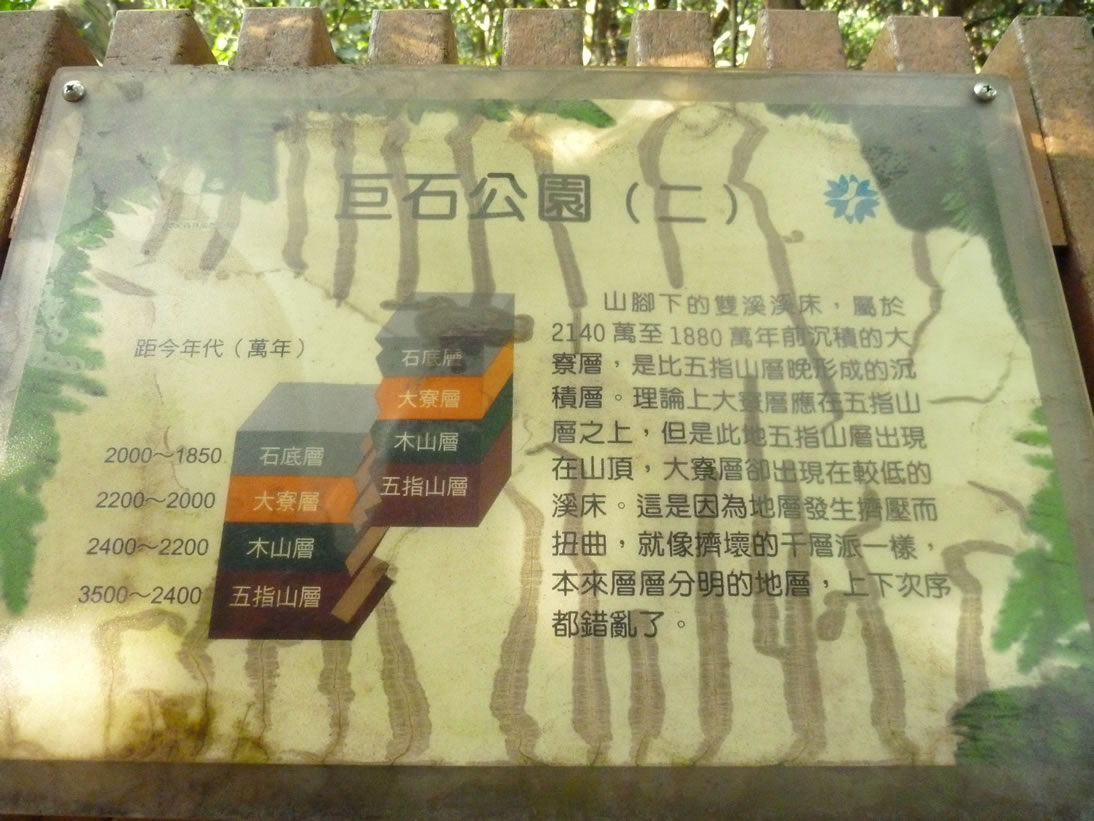 巨石公園（二）
距今年代（萬年）
石底層
大寮層
木山層
五指山層
2000～1850 石底層
2200～2000 大寮層
2400～2200 木山層
3500～2400 五指山層
山腳下的雙溪溪床，屬於
2140萬至1880萬年前沉積的大
寮層，是比五指山層晚形成的沉
積層。理論上大寮層應在五指山
層之上，但是此地五指山層出現
在山頂，大寮層卻出現在較低的
溪床。這是因為地層發生擠壓而
扭曲，就像擠壞的千層派一樣，
本來層層分明的地層，上下次序
都錯亂了。